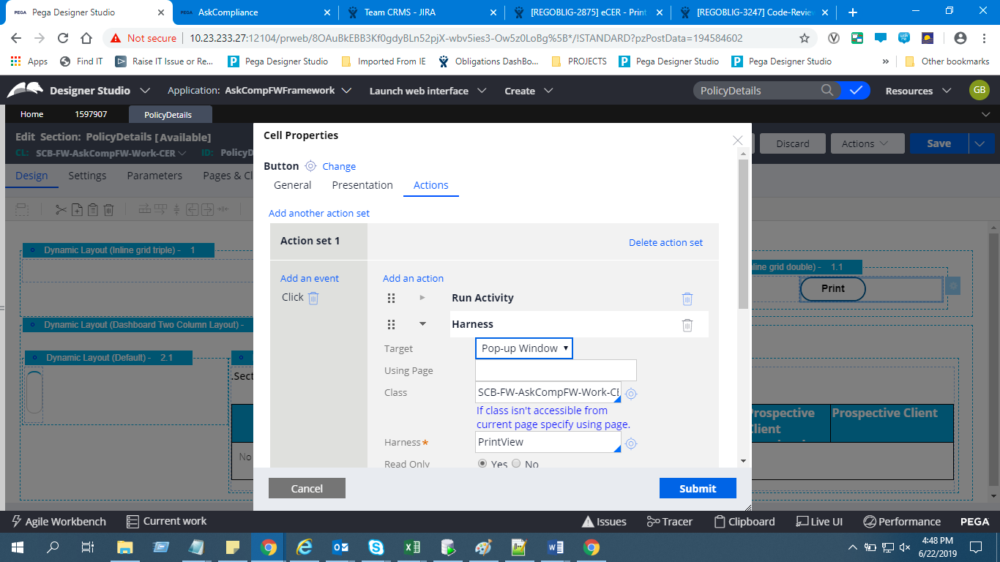 PEGA Pega Designer Studio
PEGA AskCompliance
Team CRMS - JIRA
[REGOBLIG-2875] eCER - Print
[REGOBLIG-3247] Code-Review
Not secure
10.23.233.27:12104/prweb/8OAuBkEBB3Kf0gdyBLn52pjX-wbv5ies3-Ow5z0LoBg%5B*/!STANDARD?pzPostData=194584602
Apps
Find IT
Raise IT Issue or Re...
Pega Designer Studio
Imported From IE
Obligations DashBo...
PROJECTS
Pega Designer Studio
Pega Designer Studio
»
Other bookmarks
Designer Studio
Application: AskCompFWFramework
Launch web interface
Create
PolicyDetails
Resources
GB
Home
1597907
PolicyDetails
Edit Section: PolicyDetails [Available]
CL: SCB-FW-AskCompFW-Work-CER
ID: PolicyD
Discard
Actions
Save
Design
Settings
Parameters
Pages & Cl
Cell Properties
Button
Change
General
Presentation
Actions
Add another action set
Action set 1
Delete action set
Add an event
Click
Add an action
Run Activity
Harness
Target
Pop-up Window
Using Page
Class
SCB-FW-AskCompFW-Work-CE
If class isn't accessible from
current page specify using page.
Harness★
PrintView
Read Only
Yes
No
Cancel
Submit
Dynamic Layout (Inline grid triple) - 1
line grid double) - 1.1
Print
Dynamic Layout (Dashboard Two Column Layout) -
Dynamic Layout (Default) - 2.1
.Sect
Prospective
Client
Prospective Client
No
Agile Workbench
Current work
Issues
Tracer
Clipboard
Live UI
Performance
PEGA
4:48 PM
6/22/2019